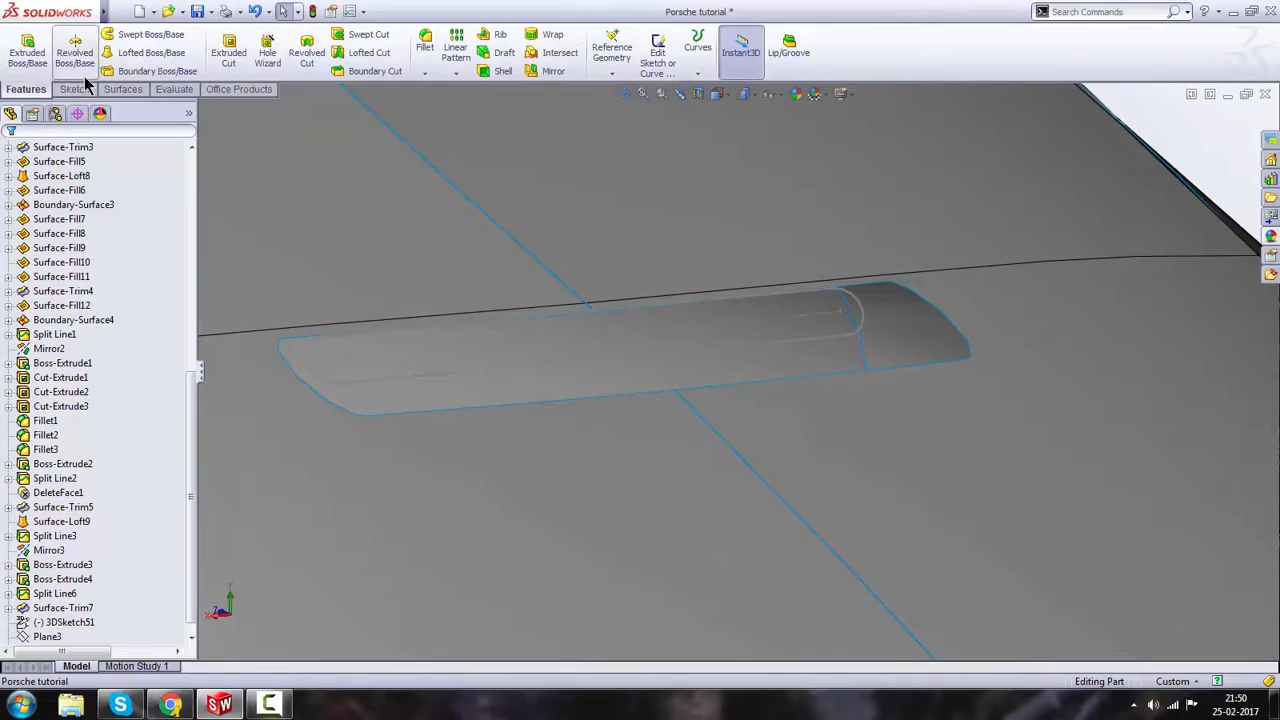 SOLIDWORKS
Porsche tutorial *
Search Commands
Extruded Boss/Base
Revolved Boss/Base
Swept Boss/Base
Lofted Boss/Base
Boundary Boss/Base
Extruded Cut
Hole Wizard
Revolved Cut
Swept Cut
Lofted Cut
Boundary Cut
Fillet
Linear Pattern
Rib
Draft
Shell
Wrap
Intersect
Mirror
Reference Geometry
Edit Sketch or Curve ...
Curves
Instant3D
Lip/Groove
Features
Surfaces
Evaluate
Office Products
Surface-Trim3
Surface-Fill5
Surface-Loft8
Surface-Fill6
Boundary-Surface3
Surface-Fill7
Surface-Fill8
Surface-Fill9
Surface-Fill10
Surface-Fill11
Surface-Trim4
Surface-Fill12
Boundary-Surface4
Split Line1
Mirror2
Boss-Extrude1
Cut-Extrude1
Cut-Extrude2
Cut-Extrude3
Fillet1
Fillet2
Fillet3
Boss-Extrude2
Split Line2
DeleteFace1
Surface-Trim5
Surface-Loft9
Split Line3
Mirror3
Boss-Extrude3
Boss-Extrude4
Split Line6
Surface-Trim7
(-) 3DSketch51
Plane3
Y
X
Z
Model
Motion Study 1
Porsche tutorial
Editing Part
Custom
21:50
25-02-2017